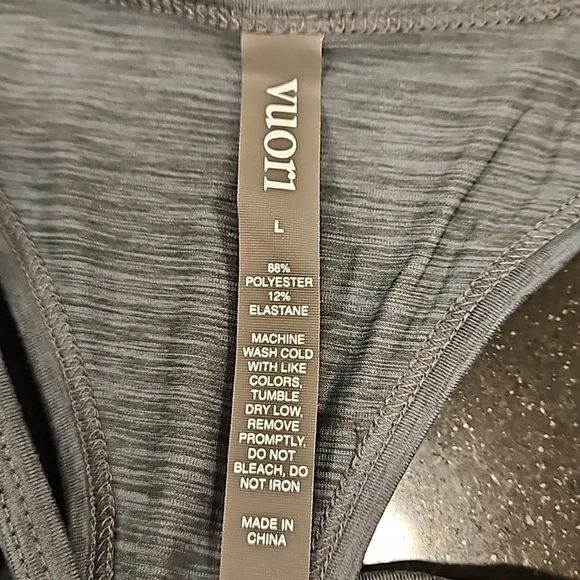 vuori
L
88%
POLYESTER
12%
ELASTANE
MACHINE
WASH COLD
WITH LIKE
COLORS,
TUMBLE
DRY LOW,
REMOVE
PROMPTLY,
DO NOT
BLEACH, DO
NOT IRON
MADE IN
CHINA